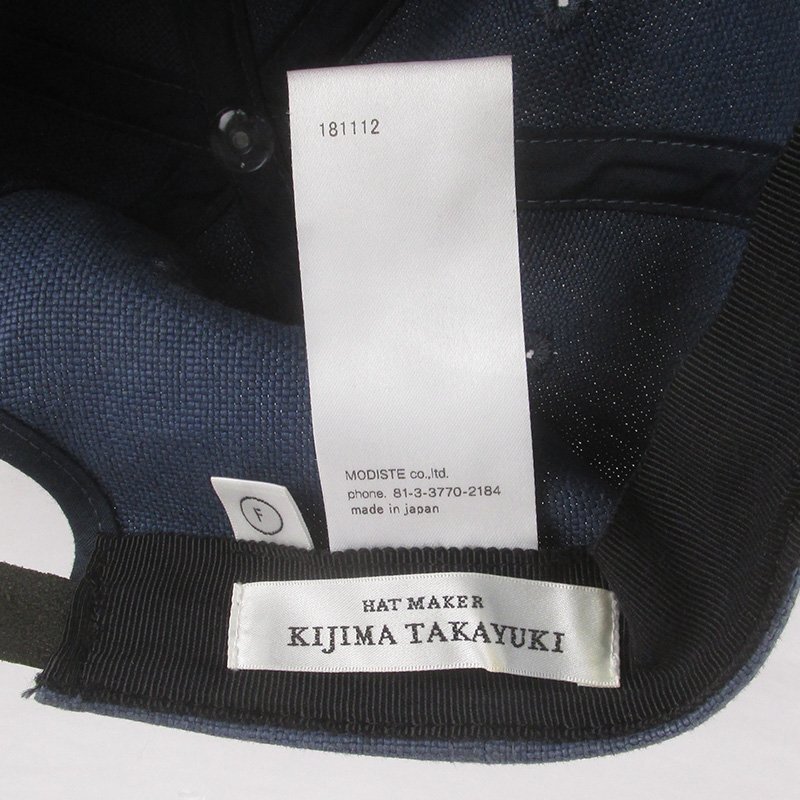 181112
MODISTE co.,ltd.
phone. 81-3-3770-2184
made in japan
F
HAT MAKER
KIJIMA TAKAYUKI